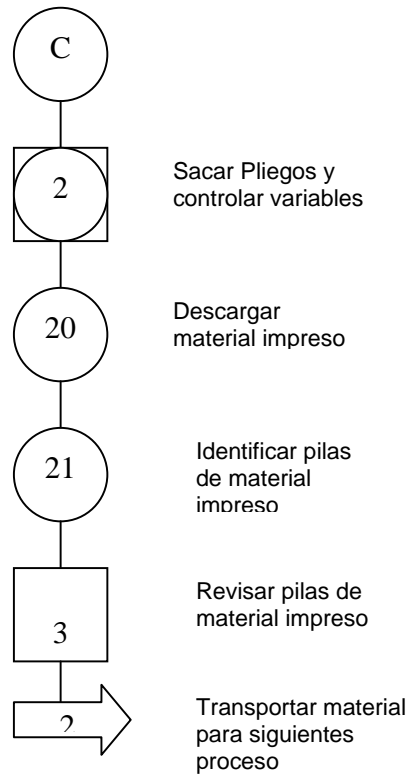 C
2
Sacar Pliegos y
controlar variables
20
Descargar
material impreso
21
Identificar pilas
de material
impreso
3
Revisar pilas de
material impreso
2
Transportar material
para siguientes
proceso